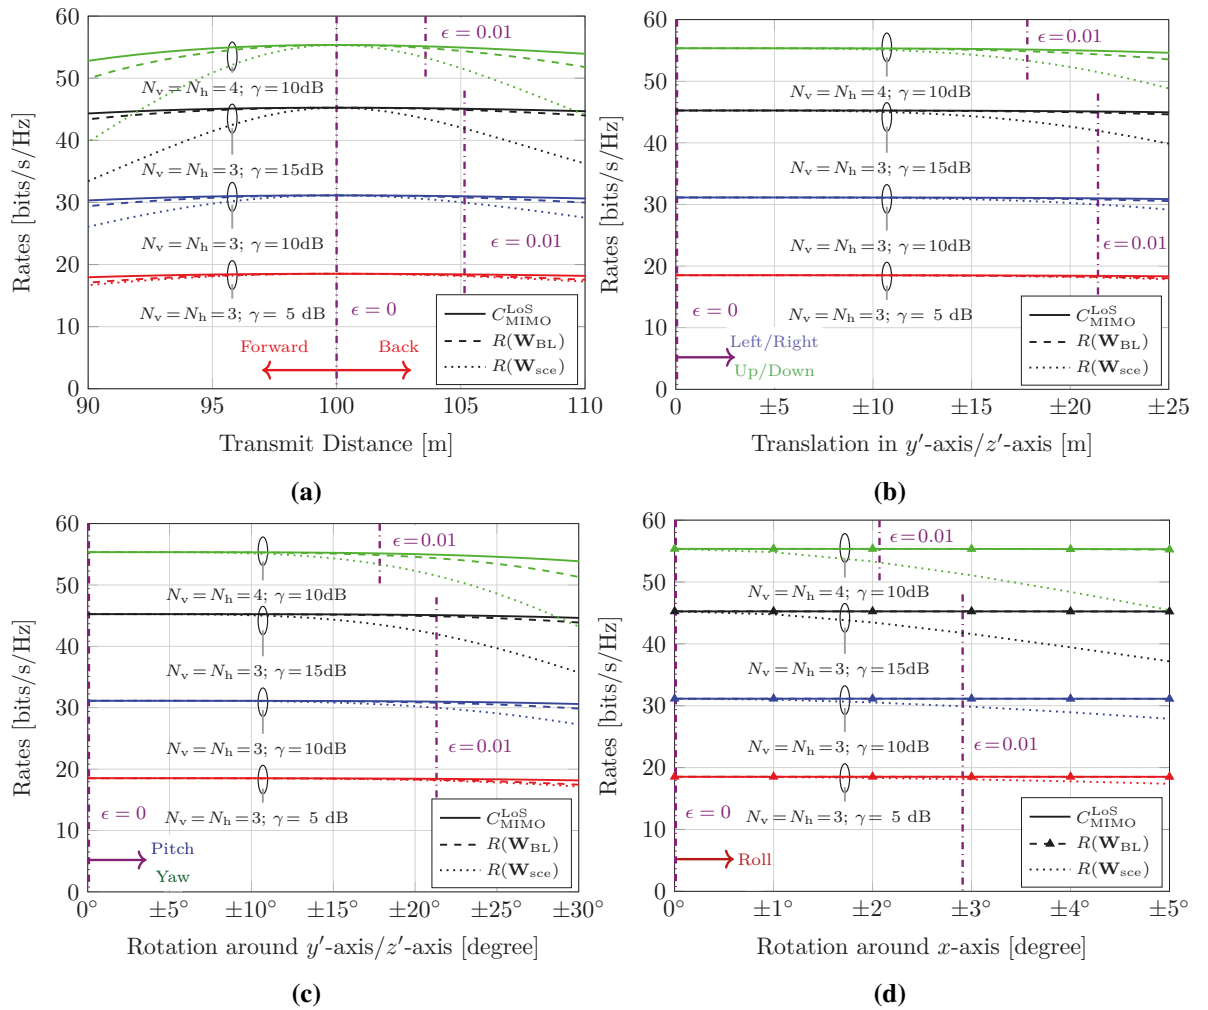 60
50
40
30
20
10
0
Rates [bits/s/Hz]
ϵ = 0.01
N_v = N_h = 4; γ = 10dB
N_v = N_h = 3; γ = 15dB
N_v = N_h = 3; γ = 10dB
ϵ = 0.01
N_v = N_h = 3; γ = 5 dB
ϵ = 0
Forward
Back
C_MIMO^LoS
R(W_BL)
R(W_sce)
90 95 100 105 110
Transmit Distance [m]
(a)
60
50
40
30
20
10
0
Rates [bits/s/Hz]
ϵ = 0.01
N_v = N_h = 4; γ = 10dB
N_v = N_h = 3; γ = 15dB
N_v = N_h = 3; γ = 10dB
ϵ = 0.01
N_v = N_h = 3; γ = 5 dB
ϵ = 0
Left/Right
Up/Down
C_MIMO^LoS
R(W_BL)
R(W_sce)
0 ±5 ±10 ±15 ±20 ±25
Translation in y′-axis/z′-axis [m]
(b)
60
50
40
30
20
10
0
Rates [bits/s/Hz]
ϵ = 0.01
N_v = N_h = 4; γ = 10dB
N_v = N_h = 3; γ = 15dB
N_v = N_h = 3; γ = 10dB
ϵ = 0.01
N_v = N_h = 3; γ = 5 dB
ϵ = 0
Pitch
Yaw
C_MIMO^LoS
R(W_BL)
R(W_sce)
0° ±5° ±10° ±15° ±20° ±25° ±30°
Rotation around y′-axis/z′-axis [degree]
(c)
60
50
40
30
20
10
0
Rates [bits/s/Hz]
ϵ = 0.01
N_v = N_h = 4; γ = 10dB
N_v = N_h = 3; γ = 15dB
N_v = N_h = 3; γ = 10dB
ϵ = 0.01
N_v = N_h = 3; γ = 5 dB
ϵ = 0
Roll
C_MIMO^LoS
R(W_BL)
R(W_sce)
0° ±1° ±2° ±3° ±4° ±5°
Rotation around x-axis [degree]
(d)